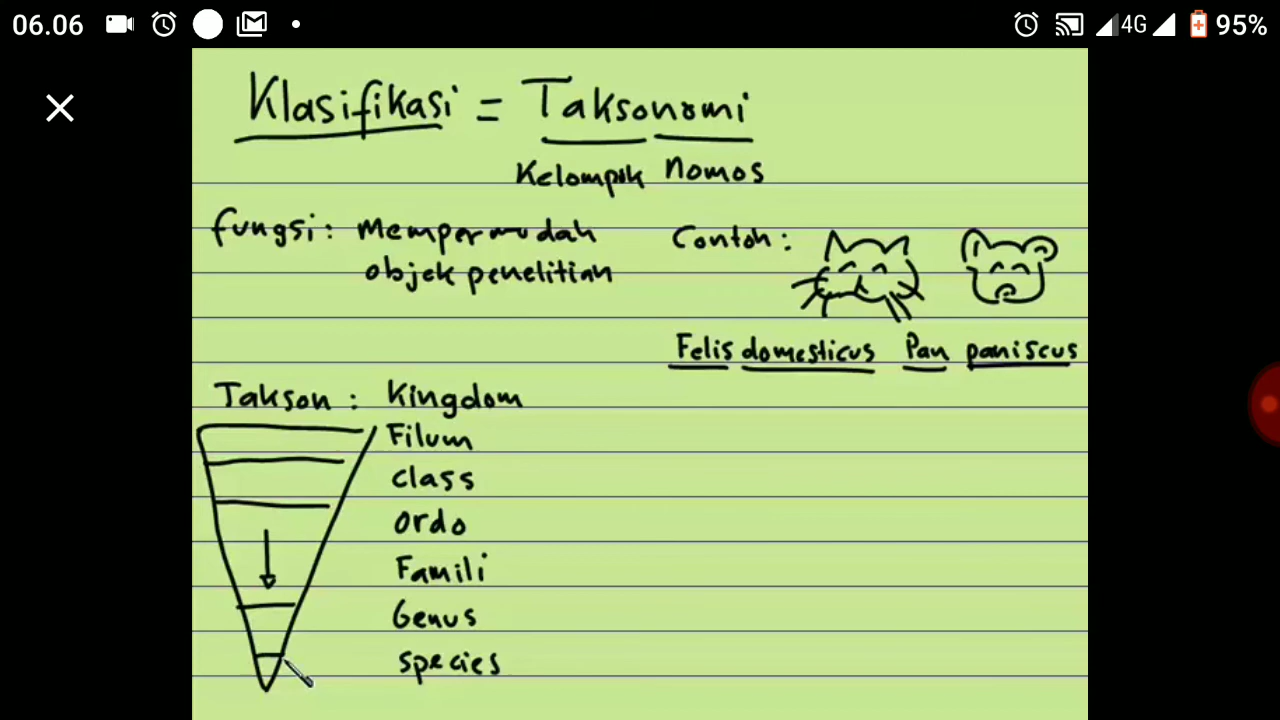 06.06
4G 95%
Klasifikasi = Taksonomi
Kelompok Nomos
fungsi: Mempermudah
objek penelitian
Contoh:
Felis domesticus Pan paniscus
Takson: Kingdom
Filum
Class
Ordo
Famili
Genus
species